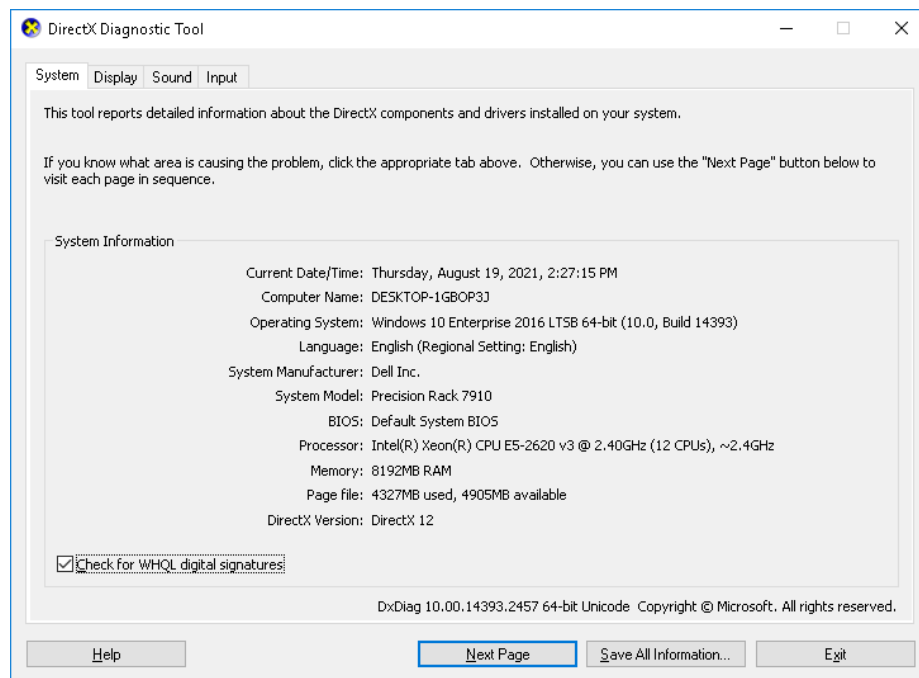 DirectX Diagnostic Tool
System Display Sound Input
This tool reports detailed information about the DirectX components and drivers installed on your system.
If you know what area is causing the problem, click the appropriate tab above.  Otherwise, you can use the "Next Page" button below to
visit each page in sequence.
System Information
Current Date/Time: Thursday, August 19, 2021, 2:27:15 PM
Computer Name: DESKTOP-1GBOP3J
Operating System: Windows 10 Enterprise 2016 LTSB 64-bit (10.0, Build 14393)
Language: English (Regional Setting: English)
System Manufacturer: Dell Inc.
System Model: Precision Rack 7910
BIOS: Default System BIOS
Processor: Intel(R) Xeon(R) CPU E5-2620 v3 @ 2.40GHz (12 CPUs), ~2.4GHz
Memory: 8192MB RAM
Page file: 4327MB used, 4905MB available
DirectX Version: DirectX 12
Check for WHQL digital signatures
DxDiag 10.00.14393.2457 64-bit Unicode  Copyright © Microsoft. All rights reserved.
Help Next Page Save All Information... Exit